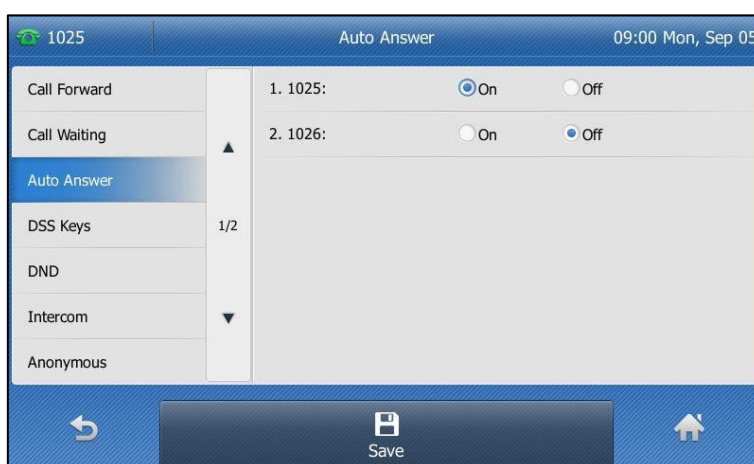 1025 Auto Answer 09:00 Mon, Sep 05
Call Forward
Call Waiting
Auto Answer
DSS Keys
DND
Intercom
Anonymous
1/2
1. 1025: On Off
2. 1026: On Off
Save